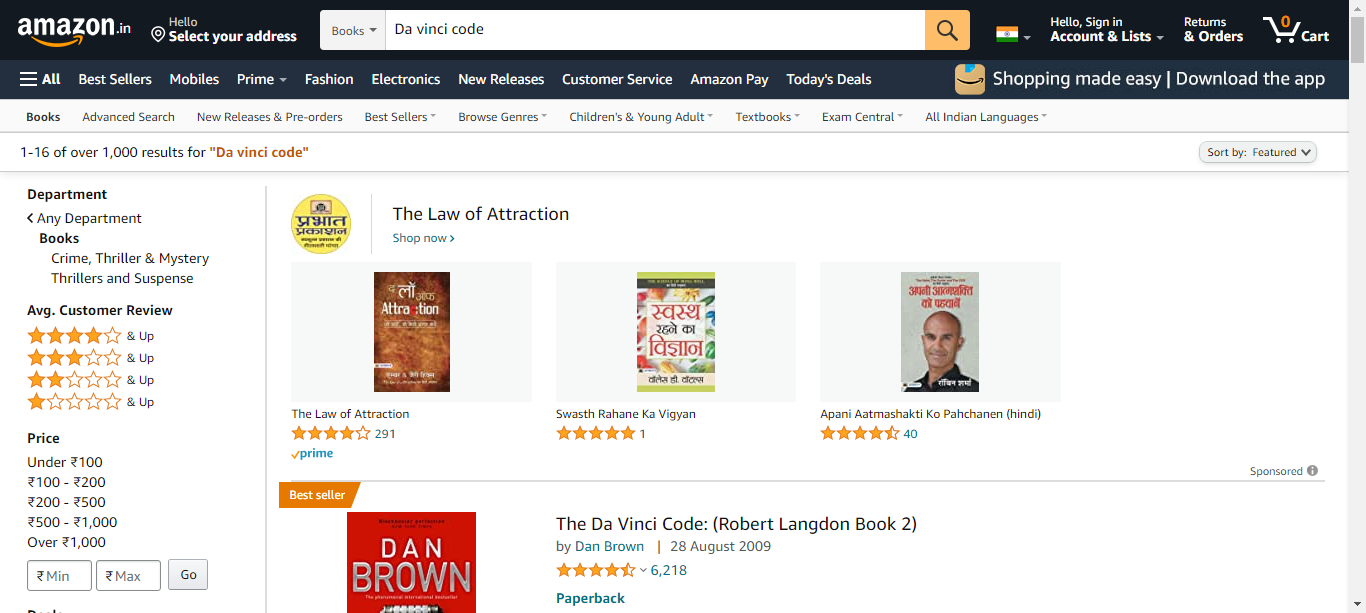 amazon.in
Hello
Select your address
Books
Da vinci code
Hello, Sign in
Account & Lists
Returns
& Orders
0
Cart
All
Best Sellers
Mobiles
Prime
Fashion
Electronics
New Releases
Customer Service
Amazon Pay
Today's Deals
Shopping made easy | Download the app
Books
Advanced Search
New Releases & Pre-orders
Best Sellers
Browse Genres
Children's & Young Adult
Textbooks
Exam Central
All Indian Languages
1-16 of over 1,000 results for "Da vinci code"
Sort by: Featured
Department
Any Department
Books
Crime, Thriller & Mystery
Thrillers and Suspense
Avg. Customer Review
& Up
& Up
& Up
& Up
Price
Under ₹100
₹100 - ₹200
₹200 - ₹500
₹500 - ₹1,000
Over ₹1,000
₹ Min
₹ Max
Go
प्रभात
प्रकाशन
The Law of Attraction
Shop now
द लॉ ऑफ
Attraction
स्वस्थ
रहने का
विज्ञान
वॉलेस डी. वॉटल्स
अपनी आत्मशक्ति
को पहचानें
रॉबिन शर्मा
The Law of Attraction
291
prime
Swasth Rahane Ka Vigyan
1
Apani Aatmashakti Ko Pahchanen (hindi)
40
Sponsored
Best seller
DAN
BROWN
The phenomenal international bestseller
The Da Vinci Code: (Robert Langdon Book 2)
by Dan Brown | 28 August 2009
6,218
Paperback